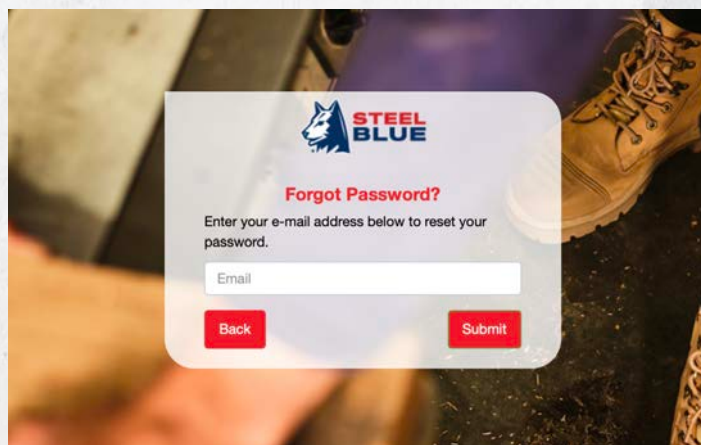 STEEL
BLUE
Forgot Password?
Enter your e-mail address below to reset your
password.
Email
Back
Submit